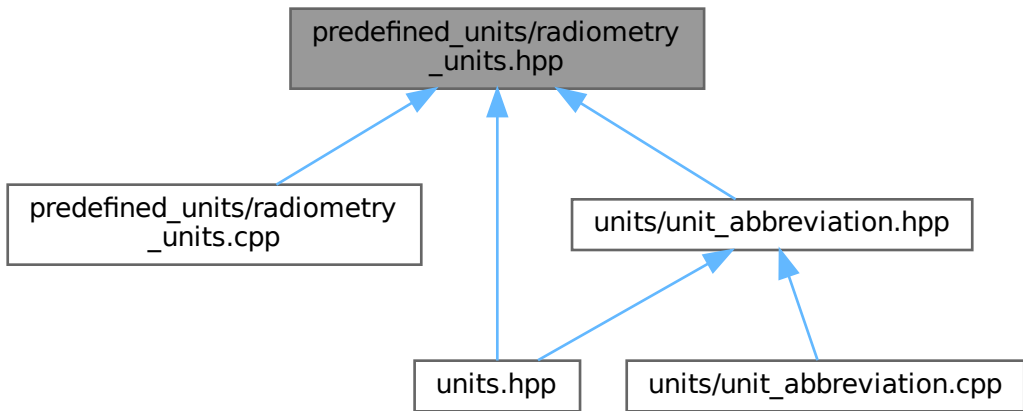 predefined_units/radiometry
_units.hpp
predefined_units/radiometry
_units.cpp
units/unit_abbreviation.hpp
units.hpp
units/unit_abbreviation.cpp